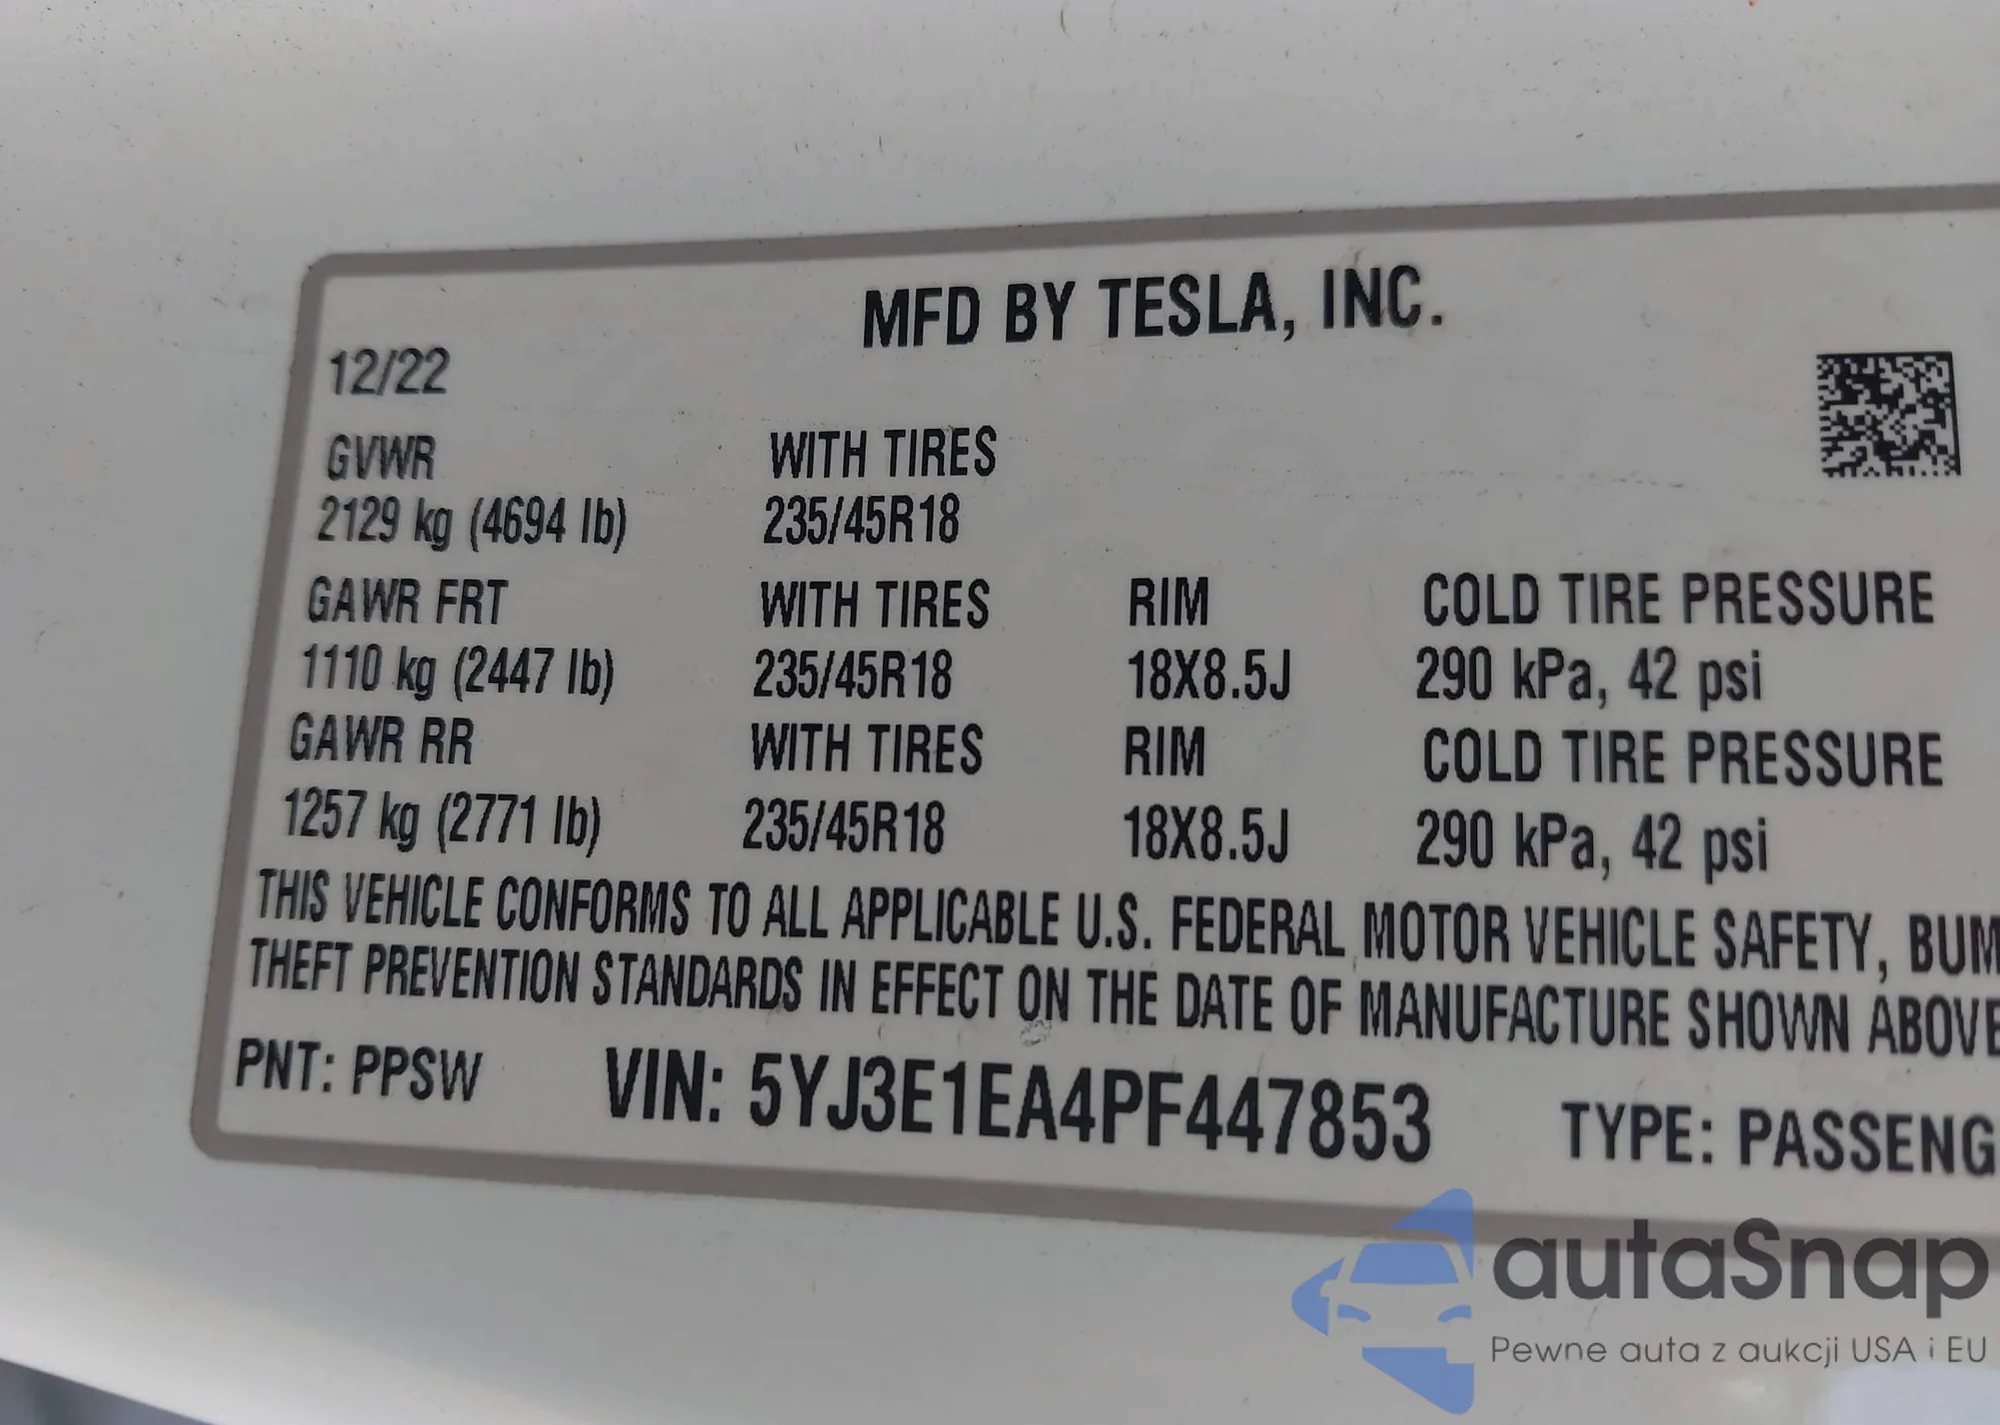 MFD BY TESLA, INC.
12/22
GVWR WITH TIRES
2129 kg (4694 lb) 235/45R18
GAWR FRT WITH TIRES RIM COLD TIRE PRESSURE
1110 kg (2447 lb) 235/45R18 18X8.5J 290 kPa, 42 psi
GAWR RR WITH TIRES RIM COLD TIRE PRESSURE
1257 kg (2771 lb) 235/45R18 18X8.5J 290 kPa, 42 psi
THIS VEHICLE CONFORMS TO ALL APPLICABLE U.S. FEDERAL MOTOR VEHICLE SAFETY, BUM
THEFT PREVENTION STANDARDS IN EFFECT ON THE DATE OF MANUFACTURE SHOWN ABOVE
PNT: PPSW VIN: 5YJ3E1EA4PF447853 TYPE: PASSENG
autaSnap
Pewne auta z aukcji USA i EU